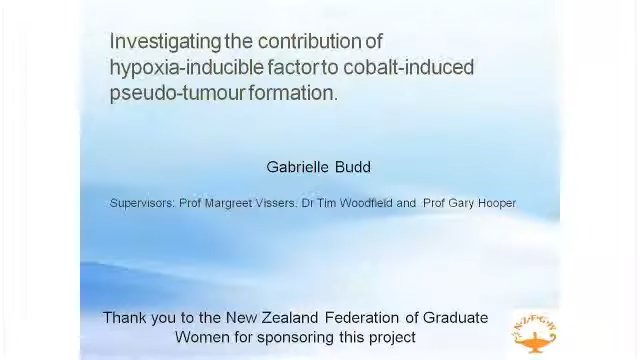 Investigating the contribution of
hypoxia-inducible factor to cobalt-induced
pseudo-tumour formation.
Gabrielle Budd
Supervisors: Prof Margreet Vissers, Dr Tim Woodfield and Prof Gary Hooper
Thank you to the New Zealand Federation of Graduate
Women for sponsoring this project
N·Z·F·G·W